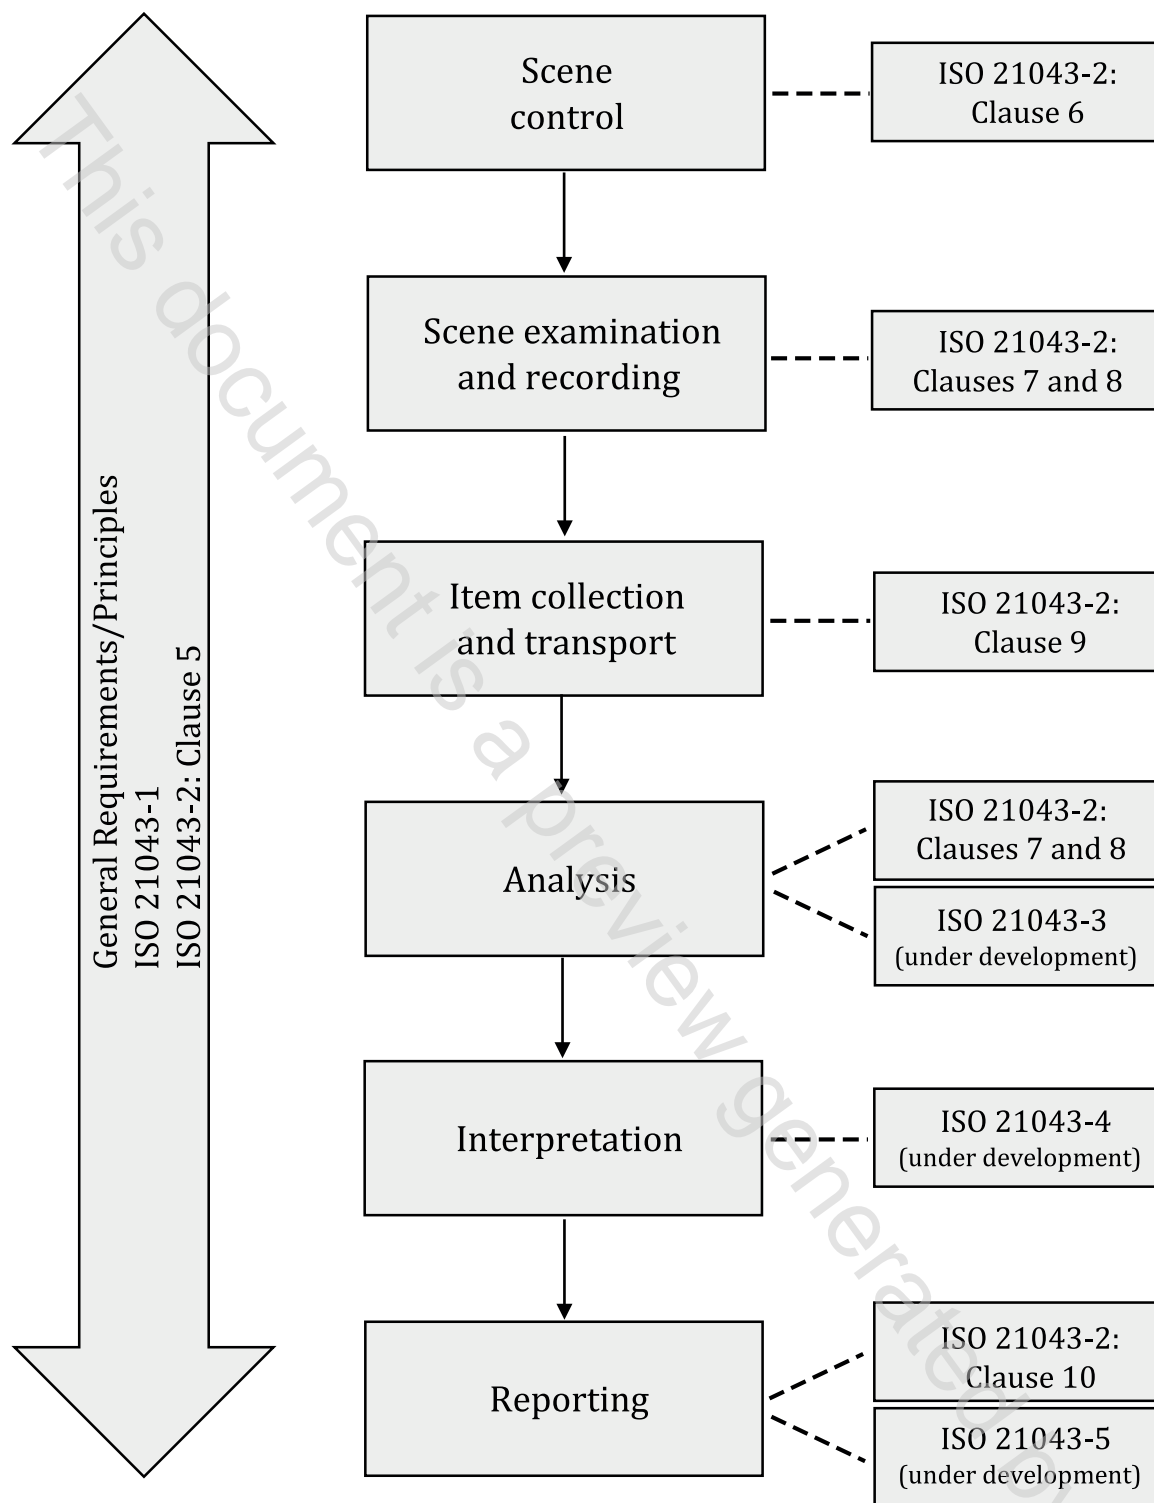 General Requirements/Principles
ISO 21043-1
ISO 21043-2: Clause 5
Scene
control
ISO 21043-2:
Clause 6
Scene examination
and recording
ISO 21043-2:
Clauses 7 and 8
Item collection
and transport
ISO 21043-2:
Clause 9
Analysis
ISO 21043-2:
Clauses 7 and 8
ISO 21043-3
(under development)
Interpretation
ISO 21043-4
(under development)
Reporting
ISO 21043-2:
Clause 10
ISO 21043-5
(under development)
This document is a preview generated by